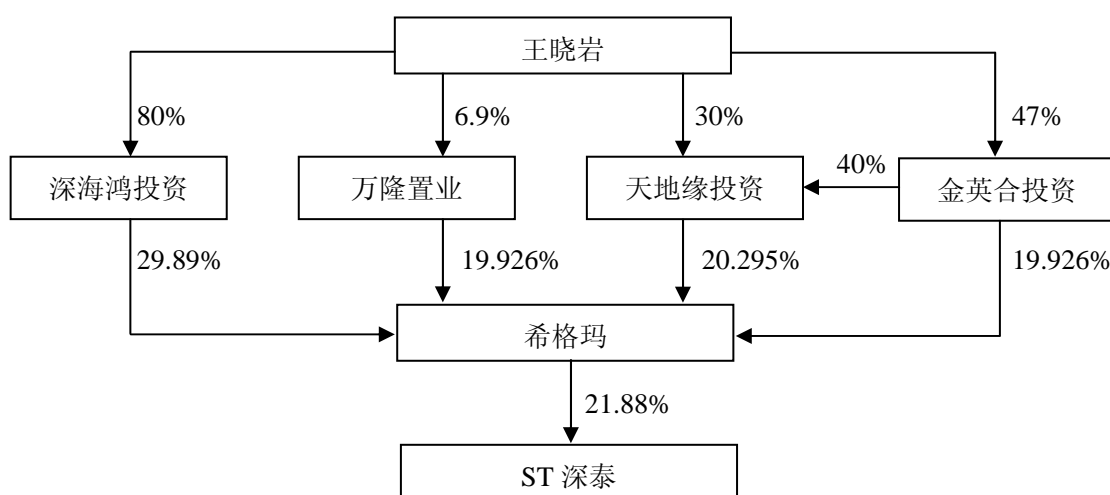 王晓岩
80%
6.9%
30%
47%
深海鸿投资
万隆置业
天地缘投资
40%
金英合投资
29.89%
19.926%
20.295%
19.926%
希格玛
21.88%
ST 深泰